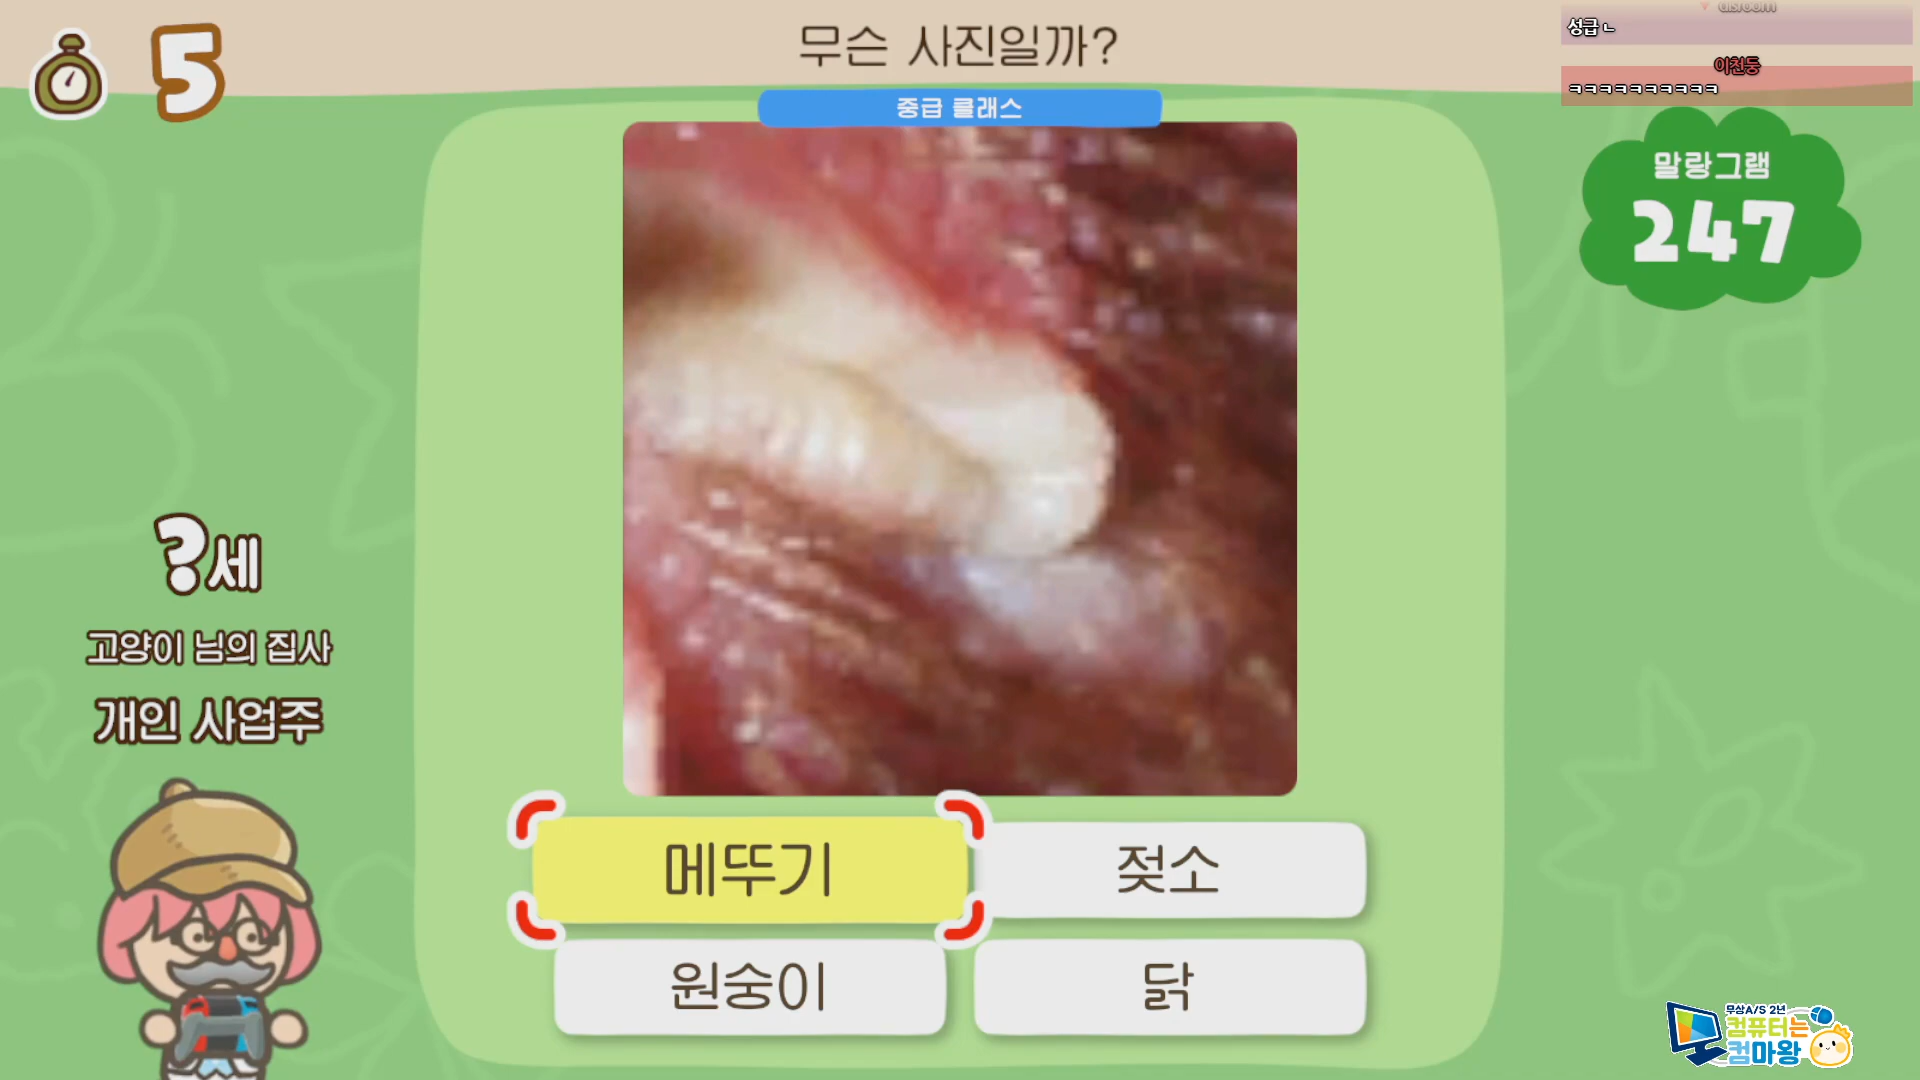 5
무슨 사진일까?
중급 클래스
성급ㄴ
이천둥
ㅋㅋㅋㅋㅋㅋㅋㅋㅋㅋ
말랑그램
247
?세
고양이 님의 집사
개인 사업주
메뚜기
젖소
원숭이
닭
무상A/S 2년
컴퓨터는
컴마왕